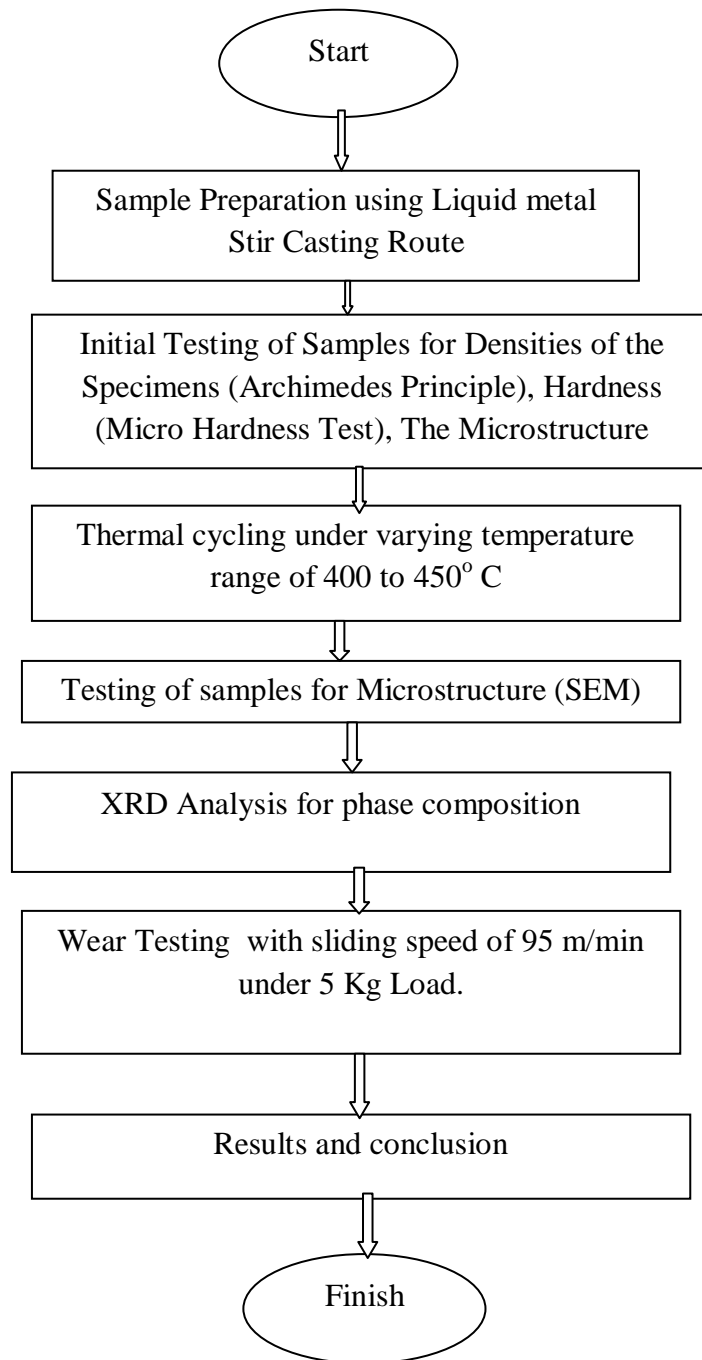 Start
Sample Preparation using Liquid metal
Stir Casting Route
Initial Testing of Samples for Densities of the
Specimens (Archimedes Principle), Hardness
(Micro Hardness Test), The Microstructure
Thermal cycling under varying temperature
range of 400 to 450° C
Testing of samples for Microstructure (SEM)
XRD Analysis for phase composition
Wear Testing with sliding speed of 95 m/min
under 5 Kg Load.
Results and conclusion
Finish